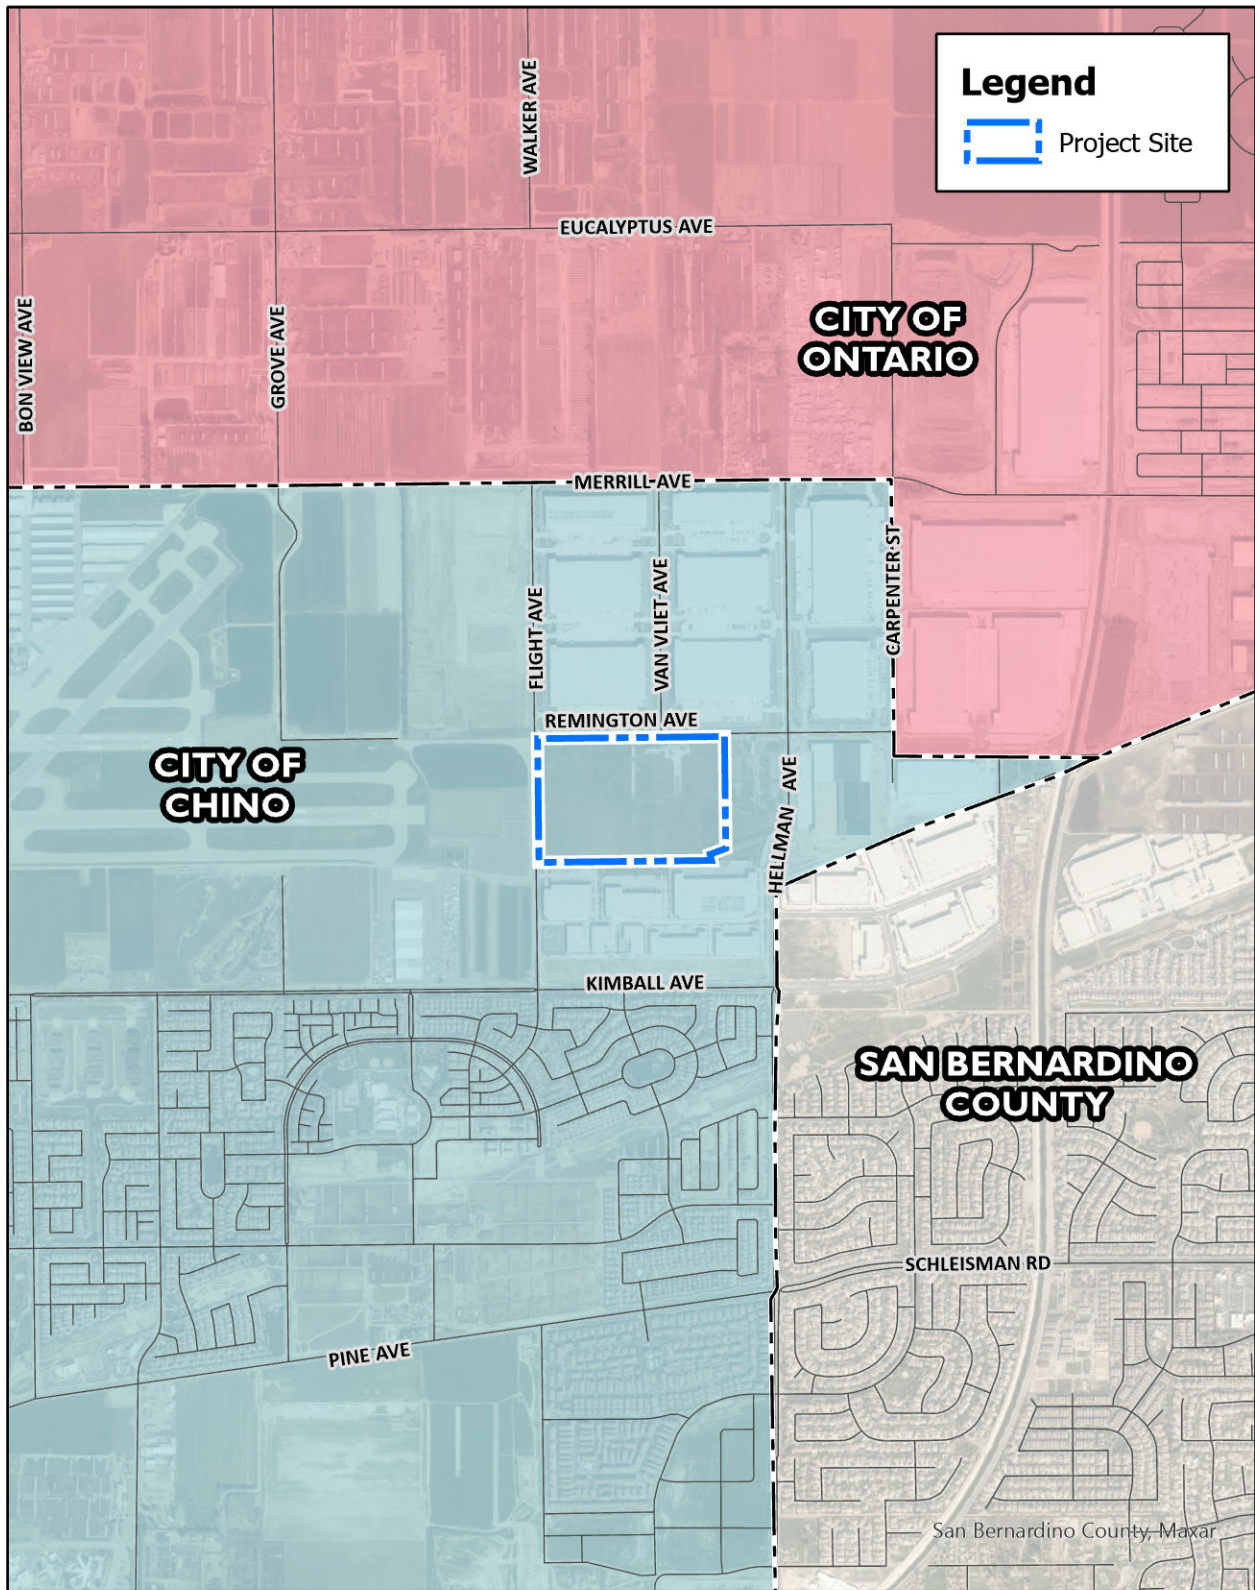 Legend
Project Site
WALKER AVE
EUCALYPTUS AVE
BON VIEW AVE
GROVE AVE
CITY OF
ONTARIO
MERRILL AVE
FLIGHT AVE
VAN VLIET AVE
CARPENTER ST
REMINGTON AVE
CITY OF
CHINO
HELLMAN AVE
KIMBALL AVE
SAN BERNARDINO
COUNTY
SCHLEISMAN RD
PINE AVE
San Bernardino County, Maxar